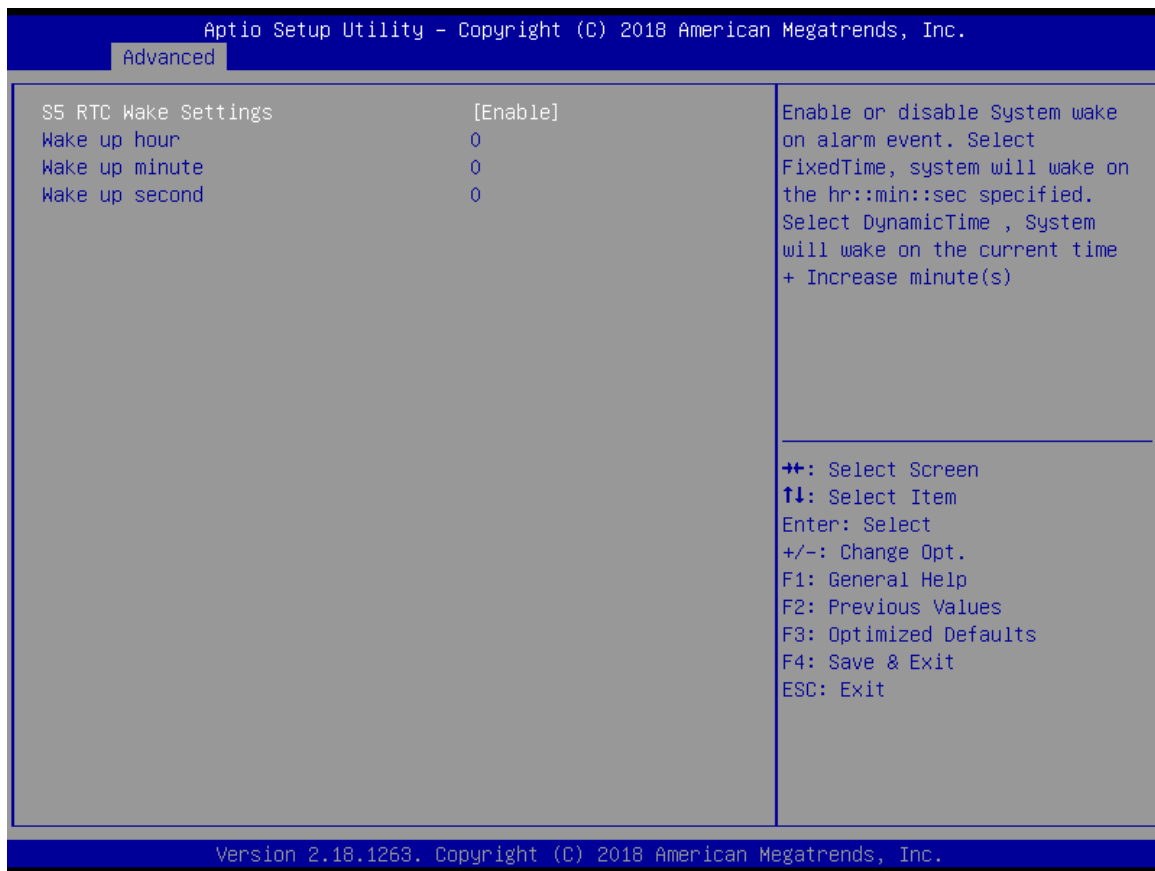 Aptio Setup Utility – Copyright (C) 2018 American Megatrends, Inc.
Advanced
S5 RTC Wake Settings [Enable]
Wake up hour 0
Wake up minute 0
Wake up second 0
Enable or disable System wake
on alarm event. Select
FixedTime, system will wake on
the hr::min::sec specified.
Select DynamicTime , System
will wake on the current time
+ Increase minute(s)
→←: Select Screen
↑↓: Select Item
Enter: Select
+/-: Change Opt.
F1: General Help
F2: Previous Values
F3: Optimized Defaults
F4: Save & Exit
ESC: Exit
Version 2.18.1263. Copyright (C) 2018 American Megatrends, Inc.